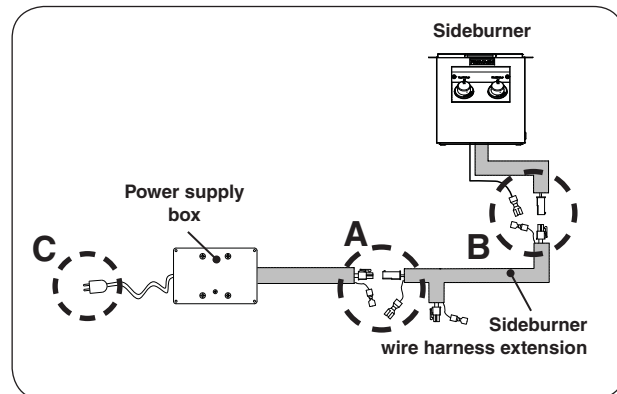 Sideburner
Power supply
box
C
A
B
Sideburner
wire harness extension